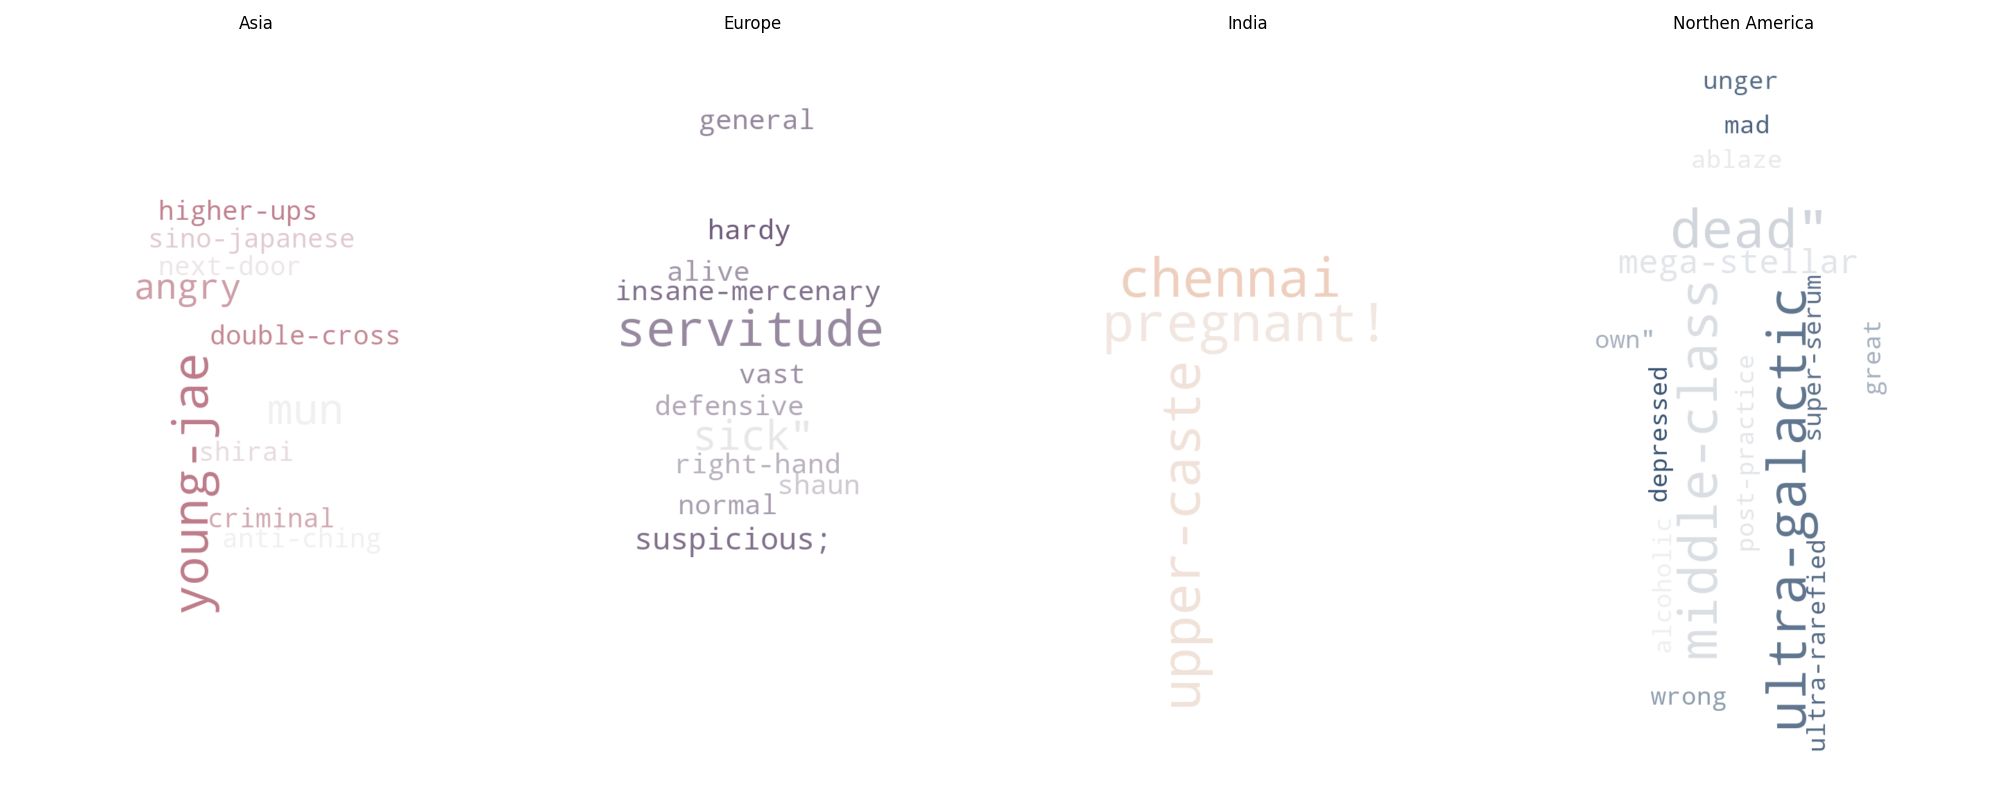 Asia
higher-ups
sino-japanese
next-door
angry
double-cross
young-jae
mun
shirai
criminal
anti-ching
Europe
general
hardy
alive
insane-mercenary
servitude
vast
defensive
sick"
right-hand
shaun
normal
suspicious;
India
chennai
pregnant!
upper-caste
Northen America
unger
mad
ablaze
dead"
mega-stellar
own"
depressed
alcoholic
middle-class
post-practice
ultra-galactic
super-serum
ultra-rarefied
great
wrong